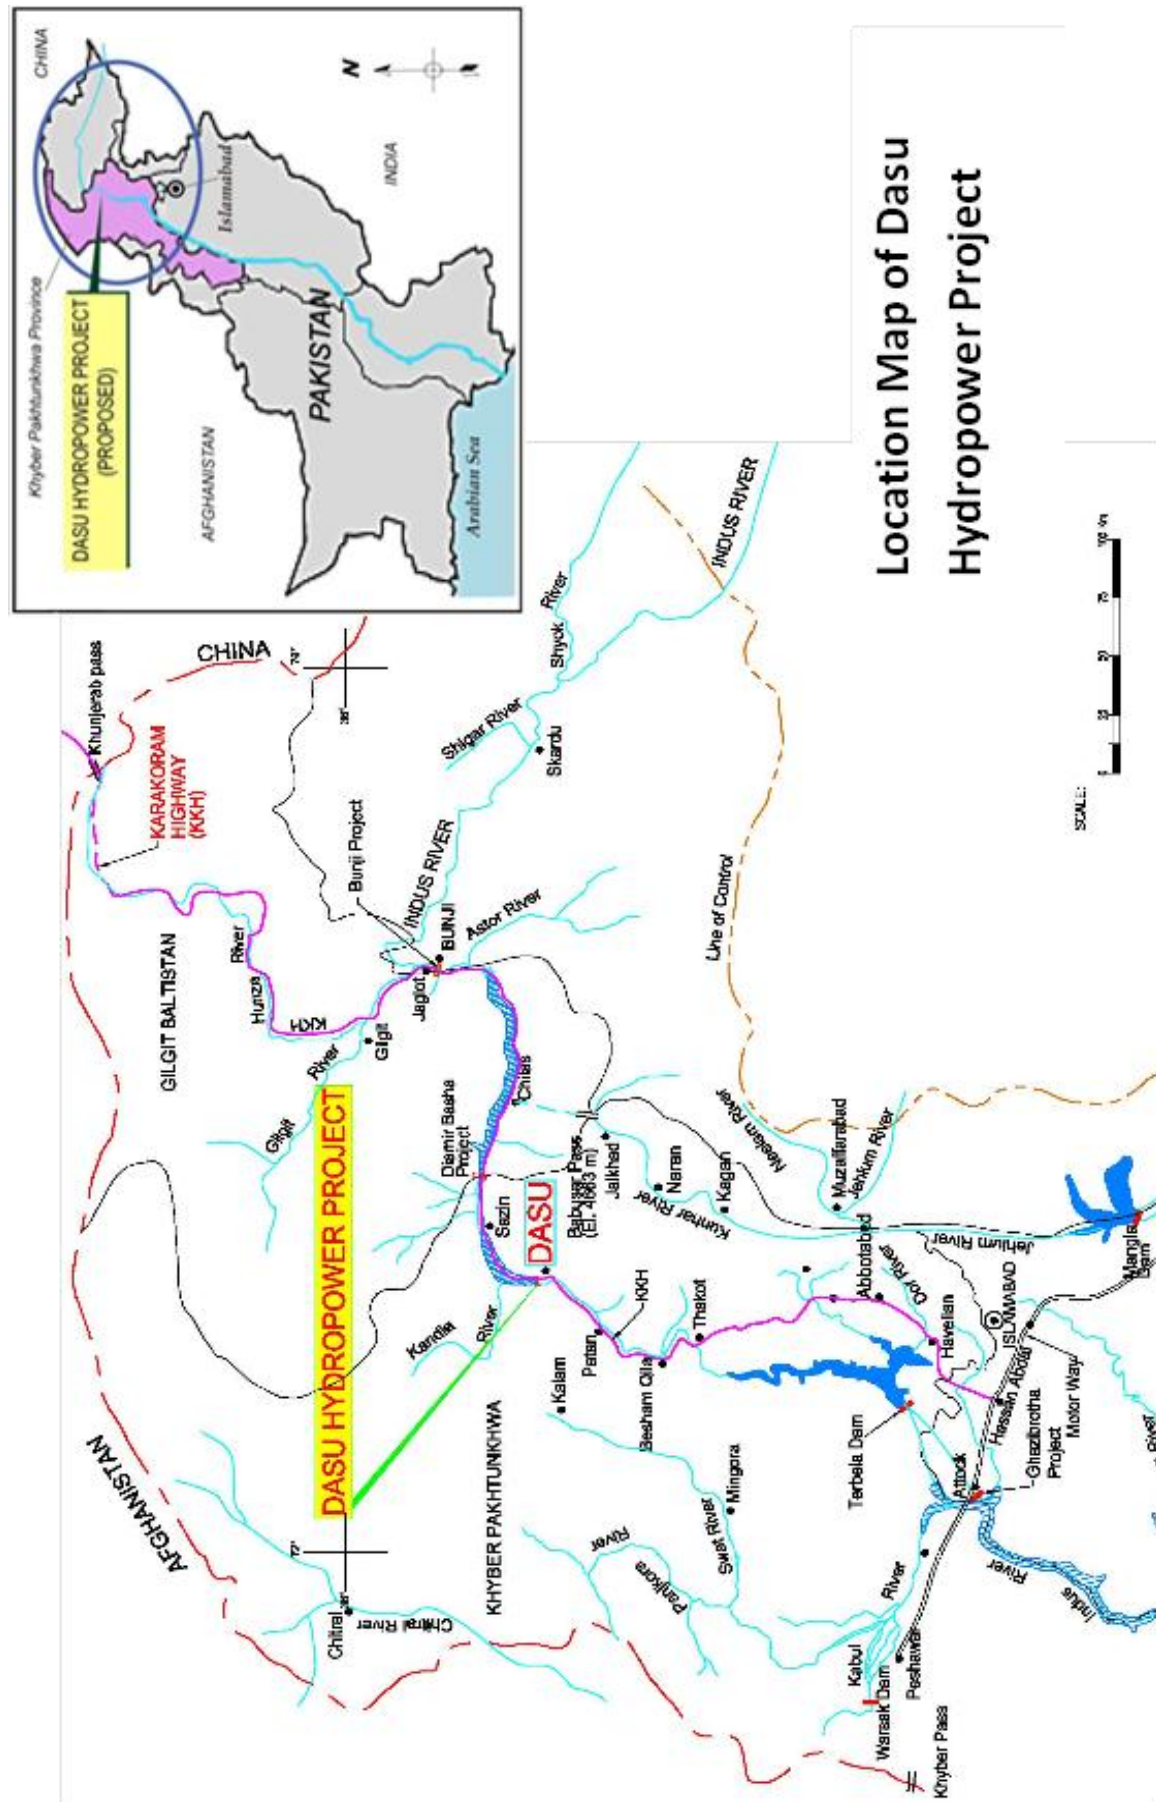 Location Map of Dasu
Hydropower Project
CHINA
Khyber Pakhtunkhwa Province
DASU HYDROPOWER PROJECT
(PROPOSED)
N
Islamabad
INDIA
AFGHANISTAN
PAKISTAN
Arabian Sea
Khunjerab pass
CHINA
KARAKORAM
HIGHWAY
(KKH)
GILGIT BALTISTAN
Hunza
River
KKH
Gilgit
River
Gilgit
Jaglot
BUNJI
Bunji Project
INDUS RIVER
Astor River
Shigar River
Skardu
Shyok
River
INDUS RIVER
Line of Control
AFGHANISTAN
DASU HYDROPOWER PROJECT
Diamir Basha
Project
Chilas
Sazin
DASU
Babusar Pass
Jalkhad
Naran
Kagan
Kunhar River
Neelam River
Muzaffarabad
Jehlum River
Jehlum River
Mangla
Dam
Kandia
River
Kalam
Pattan
KKH
Besham Qila
Thakot
Abbotabad
Dor River
Havelian
ISLAMABAD
Hassan Abdal
Motor Way
Ghazibrotha
Project
Attock
Terbela Dam
Chitral
Chitral River
KHYBER PAKHTUNKHWA
Mingora
Swat River
Panjkora
River
Kabul
River
Warsak Dam
Peshawar
Khyber Pass
Indus
River
River
SCALE: